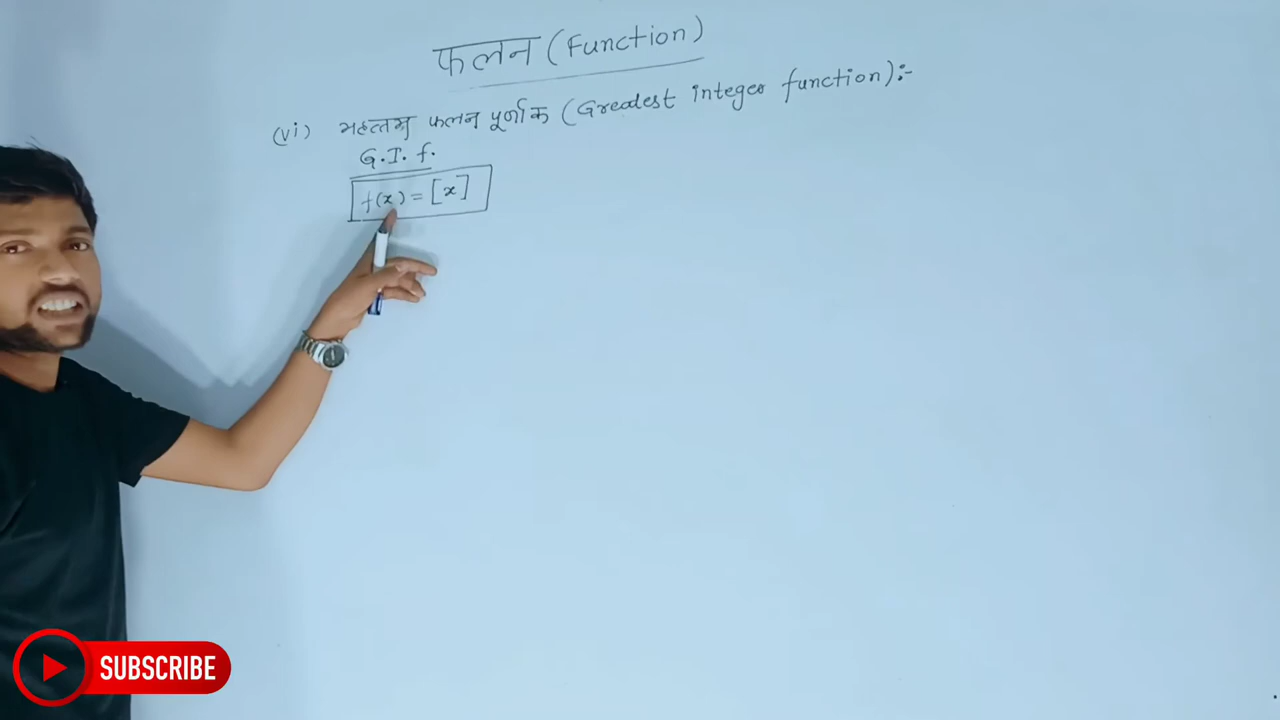 फलन (Function)
(vi) महत्तम फलन पूर्णांक (Greatest integer function):-
G.I.f.
f(x) = [x]
SUBSCRIBE